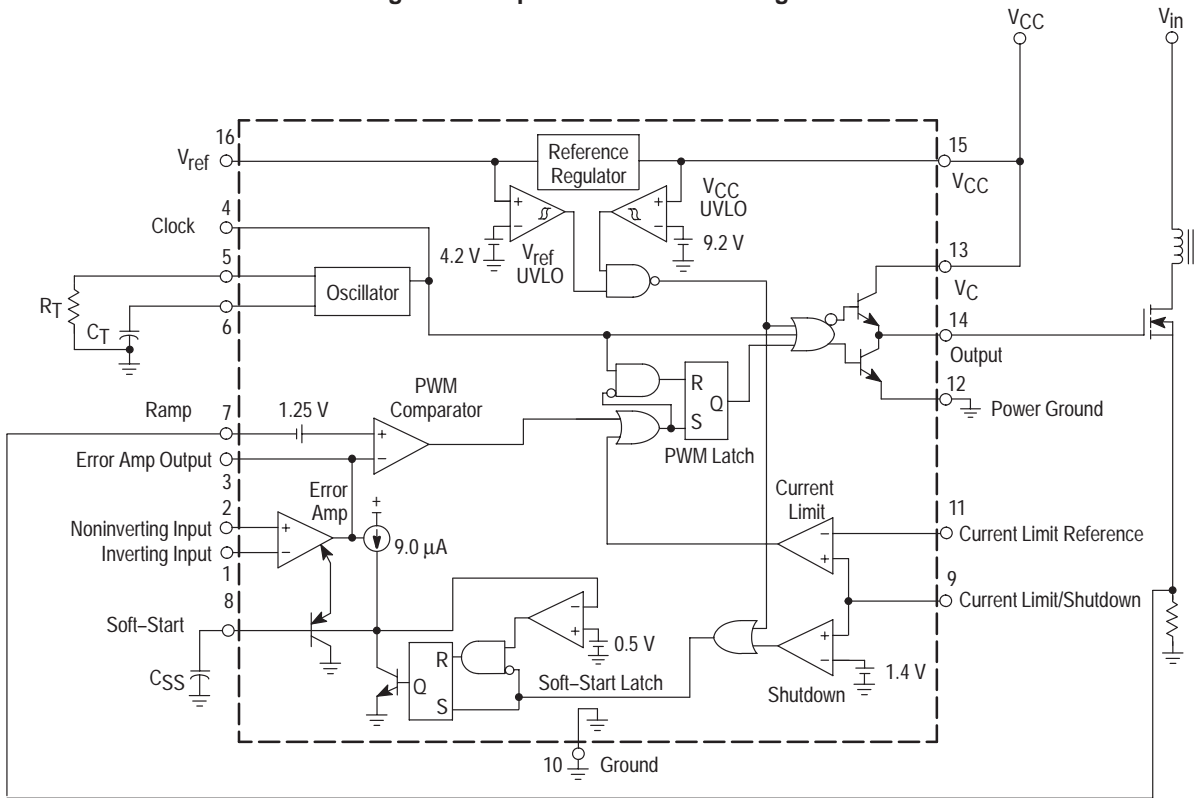 VCC
Vin
16
Vref
Reference
Regulator
15
VCC
VCC
UVLO
4
Clock
4.2 V
Vref
UVLO
9.2 V
5
13
VC
RT
Oscillator
CT
6
14
Output
R
Q
S
PWM
Comparator
12
Power Ground
Ramp
7
1.25 V
+
–
PWM Latch
Error Amp Output
3
Error
Amp
Current
Limit
2
Noninverting Input
11
Current Limit Reference
Inverting Input
9.0 µA
1
9
Current Limit/Shutdown
8
Soft–Start
0.5 V
CSS
R
Q
S
Soft–Start Latch
1.4 V
Shutdown
10
Ground